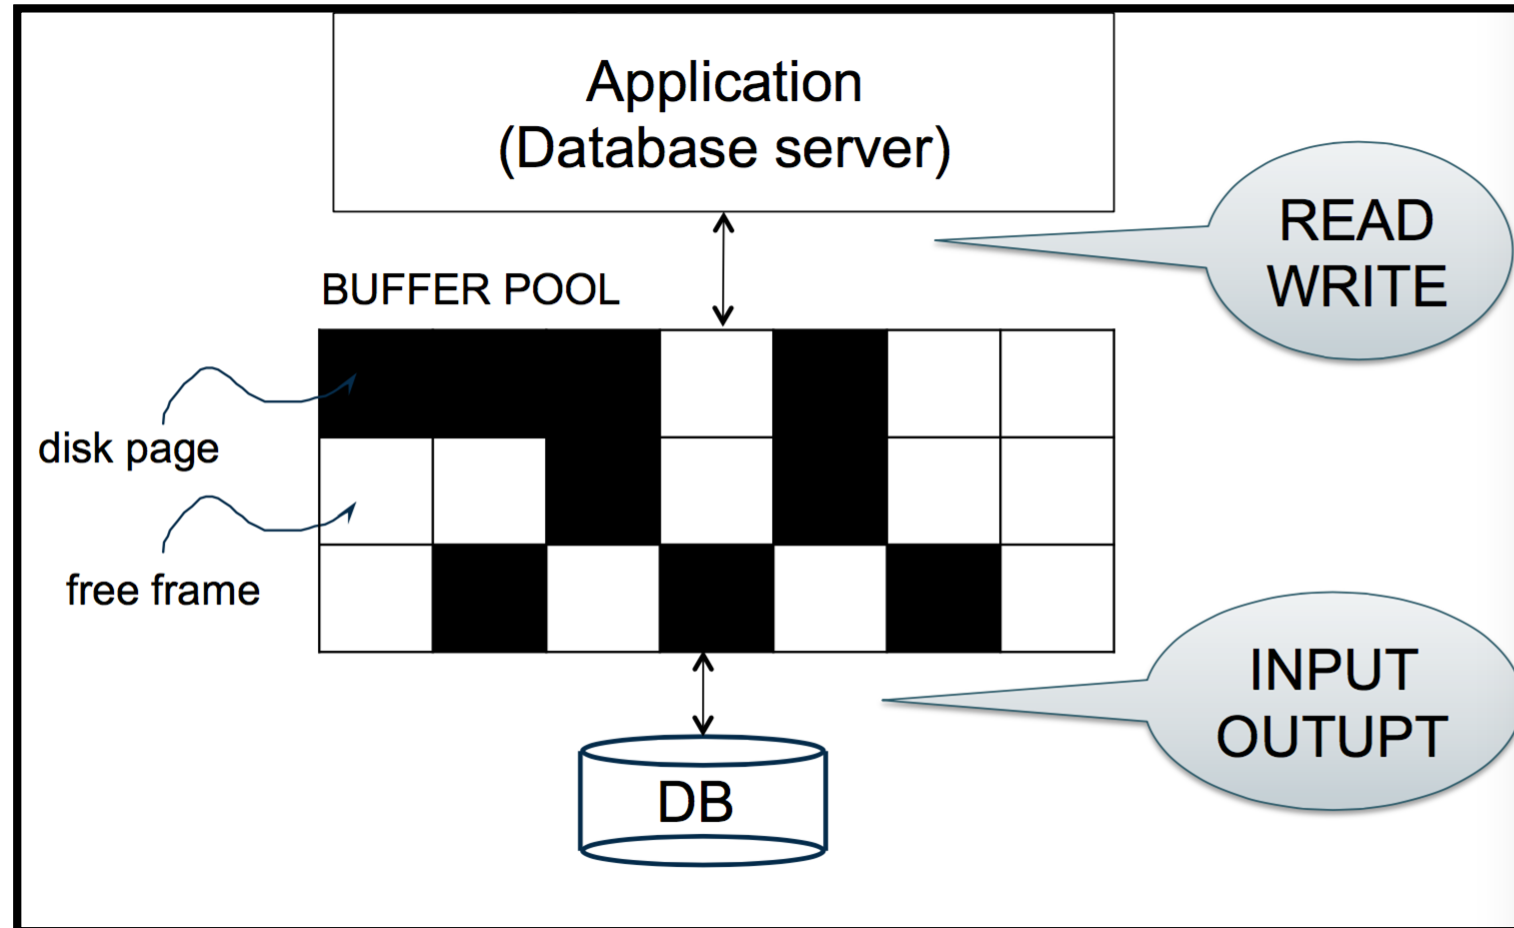 Application
(Database server)
READ
WRITE
BUFFER POOL
disk page
free frame
INPUT
OUTUPT
DB